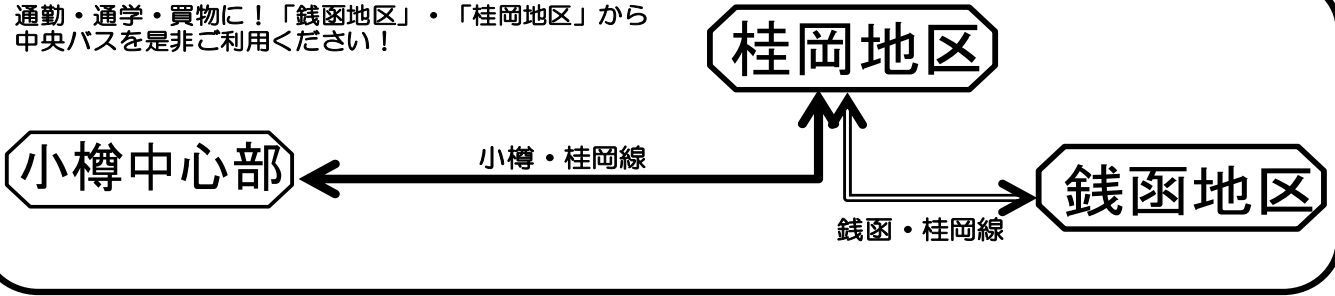 通勤・通学・買物に！「銭函地区」・「桂岡地区」から
中央バスを是非ご利用ください！
桂岡地区
小樽中心部
小樽・桂岡線
銭函地区
銭函・桂岡線